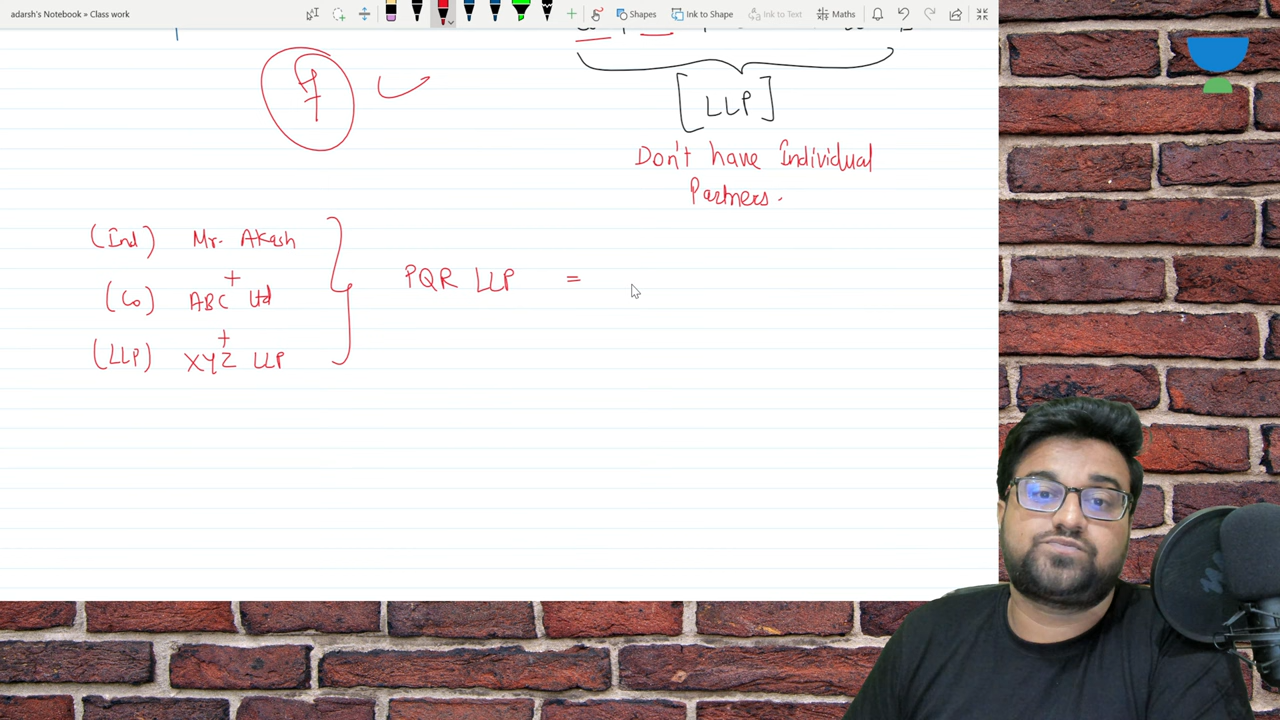 adarsh's Notebook » Class work
Shapes
Ink to Shape
Ink to Text
Maths
[LLP]
Don't have Individual
Partners.
(Ind) Mr. Akash
+
(Co) ABC Ltd
+
(LLP) XYZ LLP
PQR LLP =